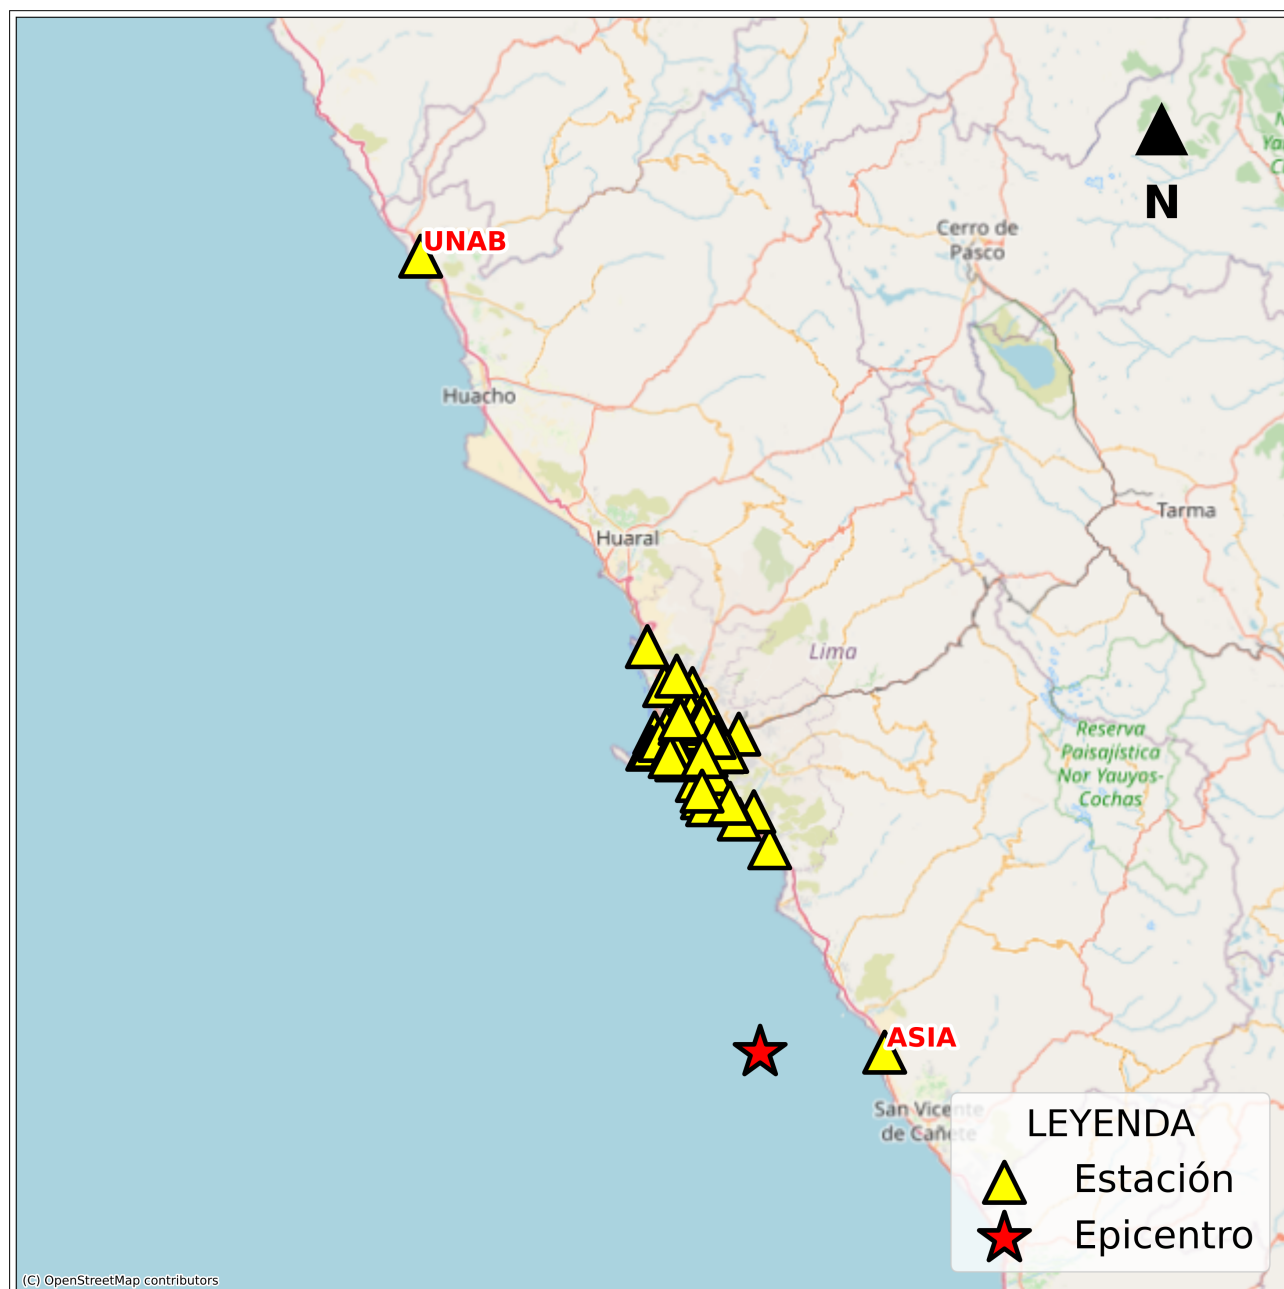 UNAB
Cerro de
Pasco
N
Huacho
Huaral
Tarma
Lima
Reserva
Paisajística
Nor Yauyos-
Cochas
ASIA
San Vicente
de Cañete
LEYENDA
Estación
Epicentro
(C) OpenStreetMap contributors